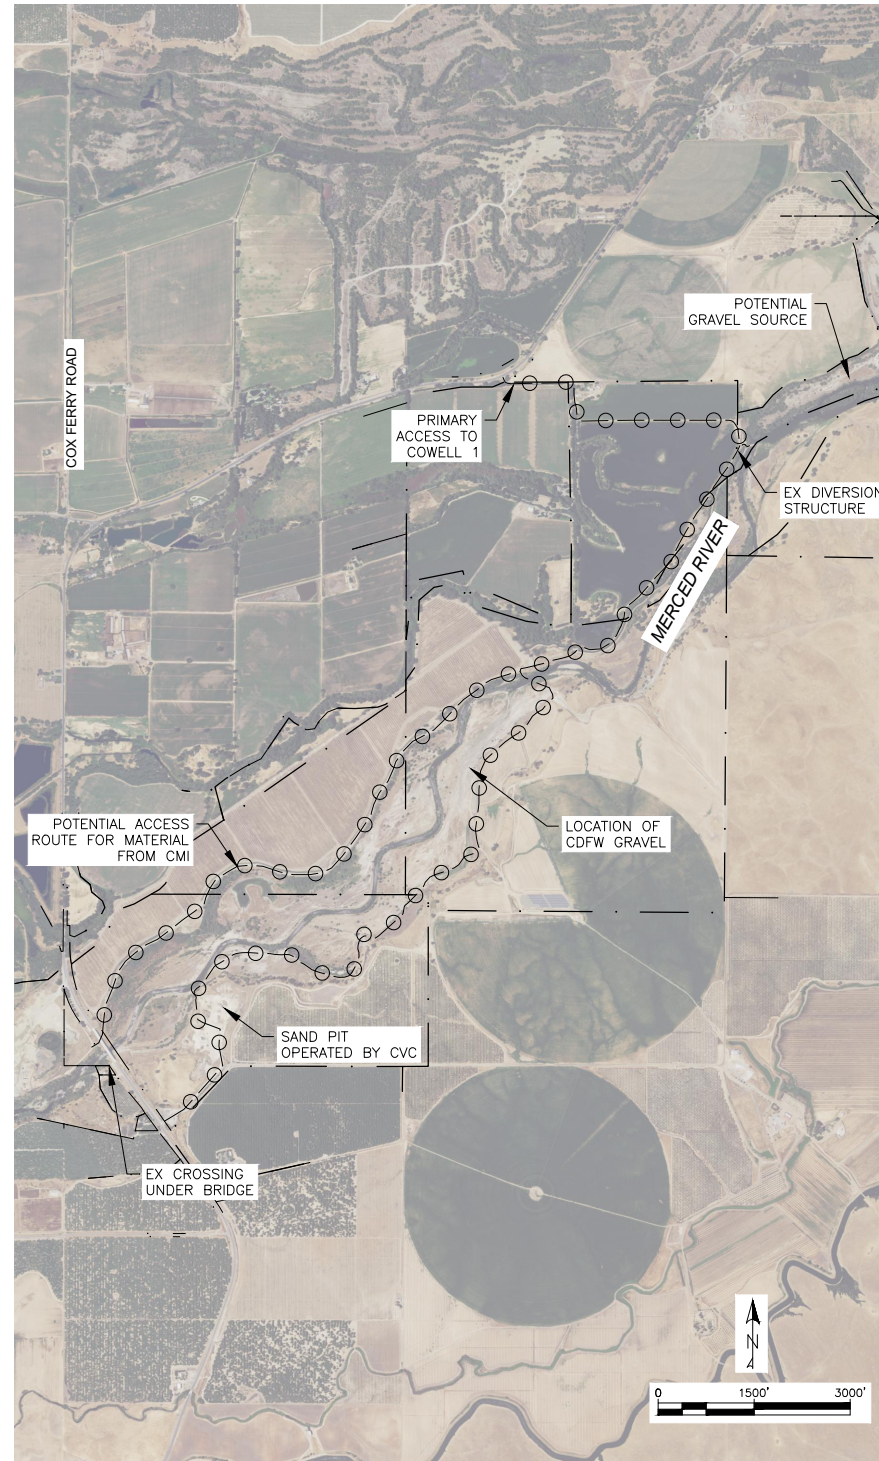 POTENTIAL
GRAVEL SOURCE
COX FERRY ROAD
PRIMARY
ACCESS TO
COWELL 1
EX DIVERSION
STRUCTURE
MERCED RIVER
POTENTIAL ACCESS
ROUTE FOR MATERIAL
FROM CMI
LOCATION OF
CDFW GRAVEL
SAND PIT
OPERATED BY CVC
EX CROSSING
UNDER BRIDGE
N
0 1500' 3000'